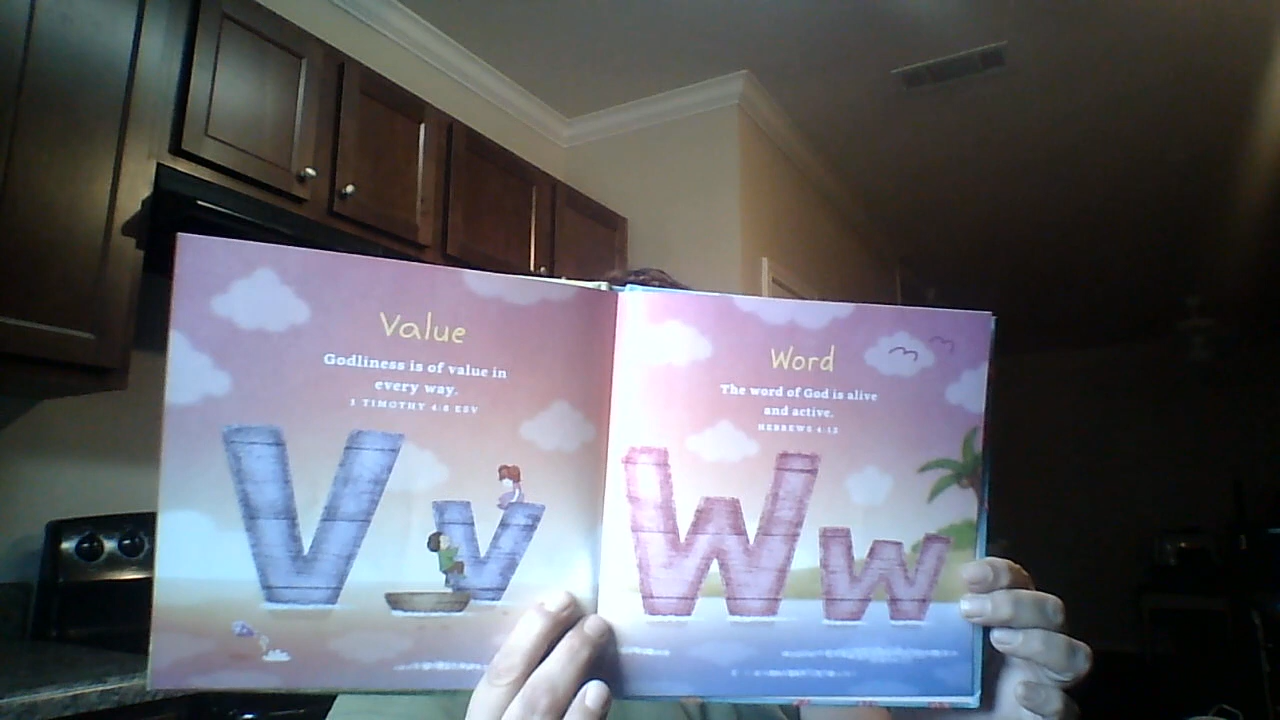 Value
Godliness is of value in
every way.
1 TIMOTHY 4:8 ESV
V v
Word
The word of God is alive
and active.
HEBREWS 4:12
W w